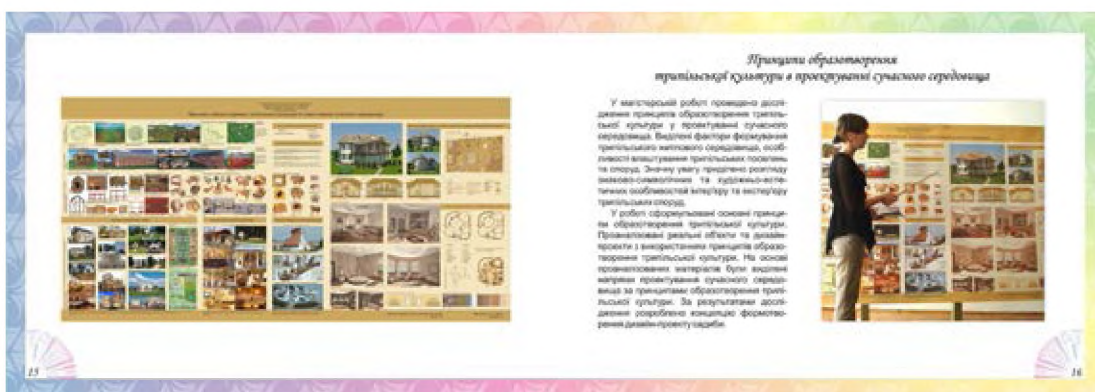 Принципи образотворення
трипільської культури в проектуванні сучасного середовища
У магістерській роботі проведено дослі-
дження принципів образотворення трипіль-
ської культури у проектуванні сучасного
середовища. Виділені фактори формування
трипільського житлового середовища, особ-
ливості влаштування трипільських поселень
та споруд. Значну увагу приділено розгляду
знаково-символічних та художньо-есте-
тичних особливостей інтер'єру та екстер'єру
трипільських споруд.
У роботі сформульовані основні принци-
пи образотворення трипільської культури.
Проаналізовані реальні об'єкти та дизайн-
проекти з використанням принципів образо-
творення трипільської культури. На основі
проаналізованих матеріалів були виділені
напрями проектування сучасного середо-
вища за принципами образотворення трипі-
льської культури. За результатами дослі-
дження розроблено концепцію формотво-
рення дизайн-проекту садиби.
15
16